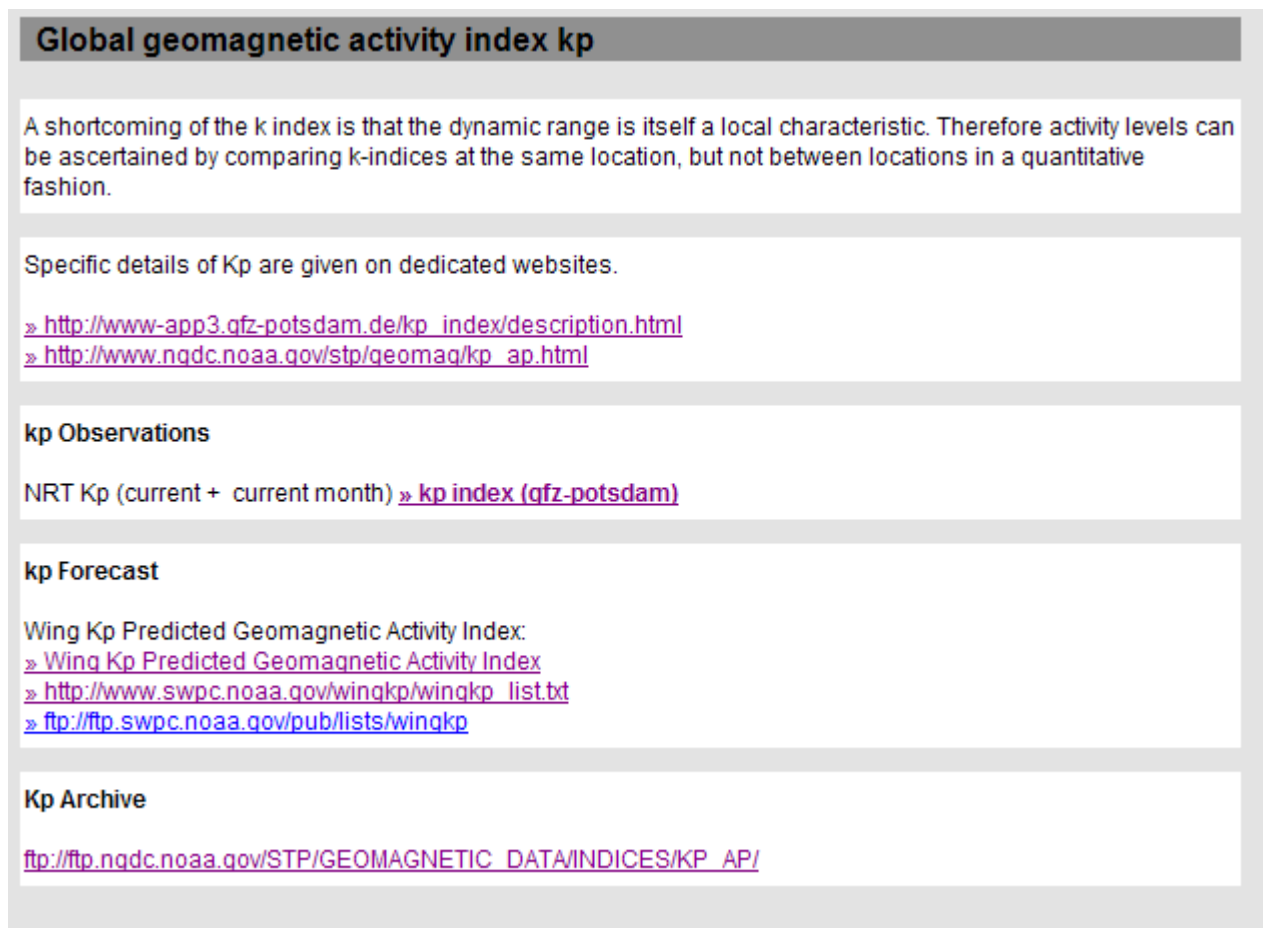 Global geomagnetic activity index kp
A shortcoming of the k index is that the dynamic range is itself a local characteristic. Therefore activity levels can
be ascertained by comparing k-indices at the same location, but not between locations in a quantitative
fashion.
Specific details of Kp are given on dedicated websites.
» http://www-app3.gfz-potsdam.de/kp_index/description.html
» http://www.ngdc.noaa.gov/stp/geomag/kp_ap.html
kp Observations
NRT Kp (current + current month) » kp index (gfz-potsdam)
kp Forecast
Wing Kp Predicted Geomagnetic Activity Index:
» Wing Kp Predicted Geomagnetic Activity Index
» http://www.swpc.noaa.gov/wingkp/wingkp_list.txt
» ftp://ftp.swpc.noaa.gov/pub/lists/wingkp
Kp Archive
ftp://ftp.ngdc.noaa.gov/STP/GEOMAGNETIC_DATA/INDICES/KP_AP/